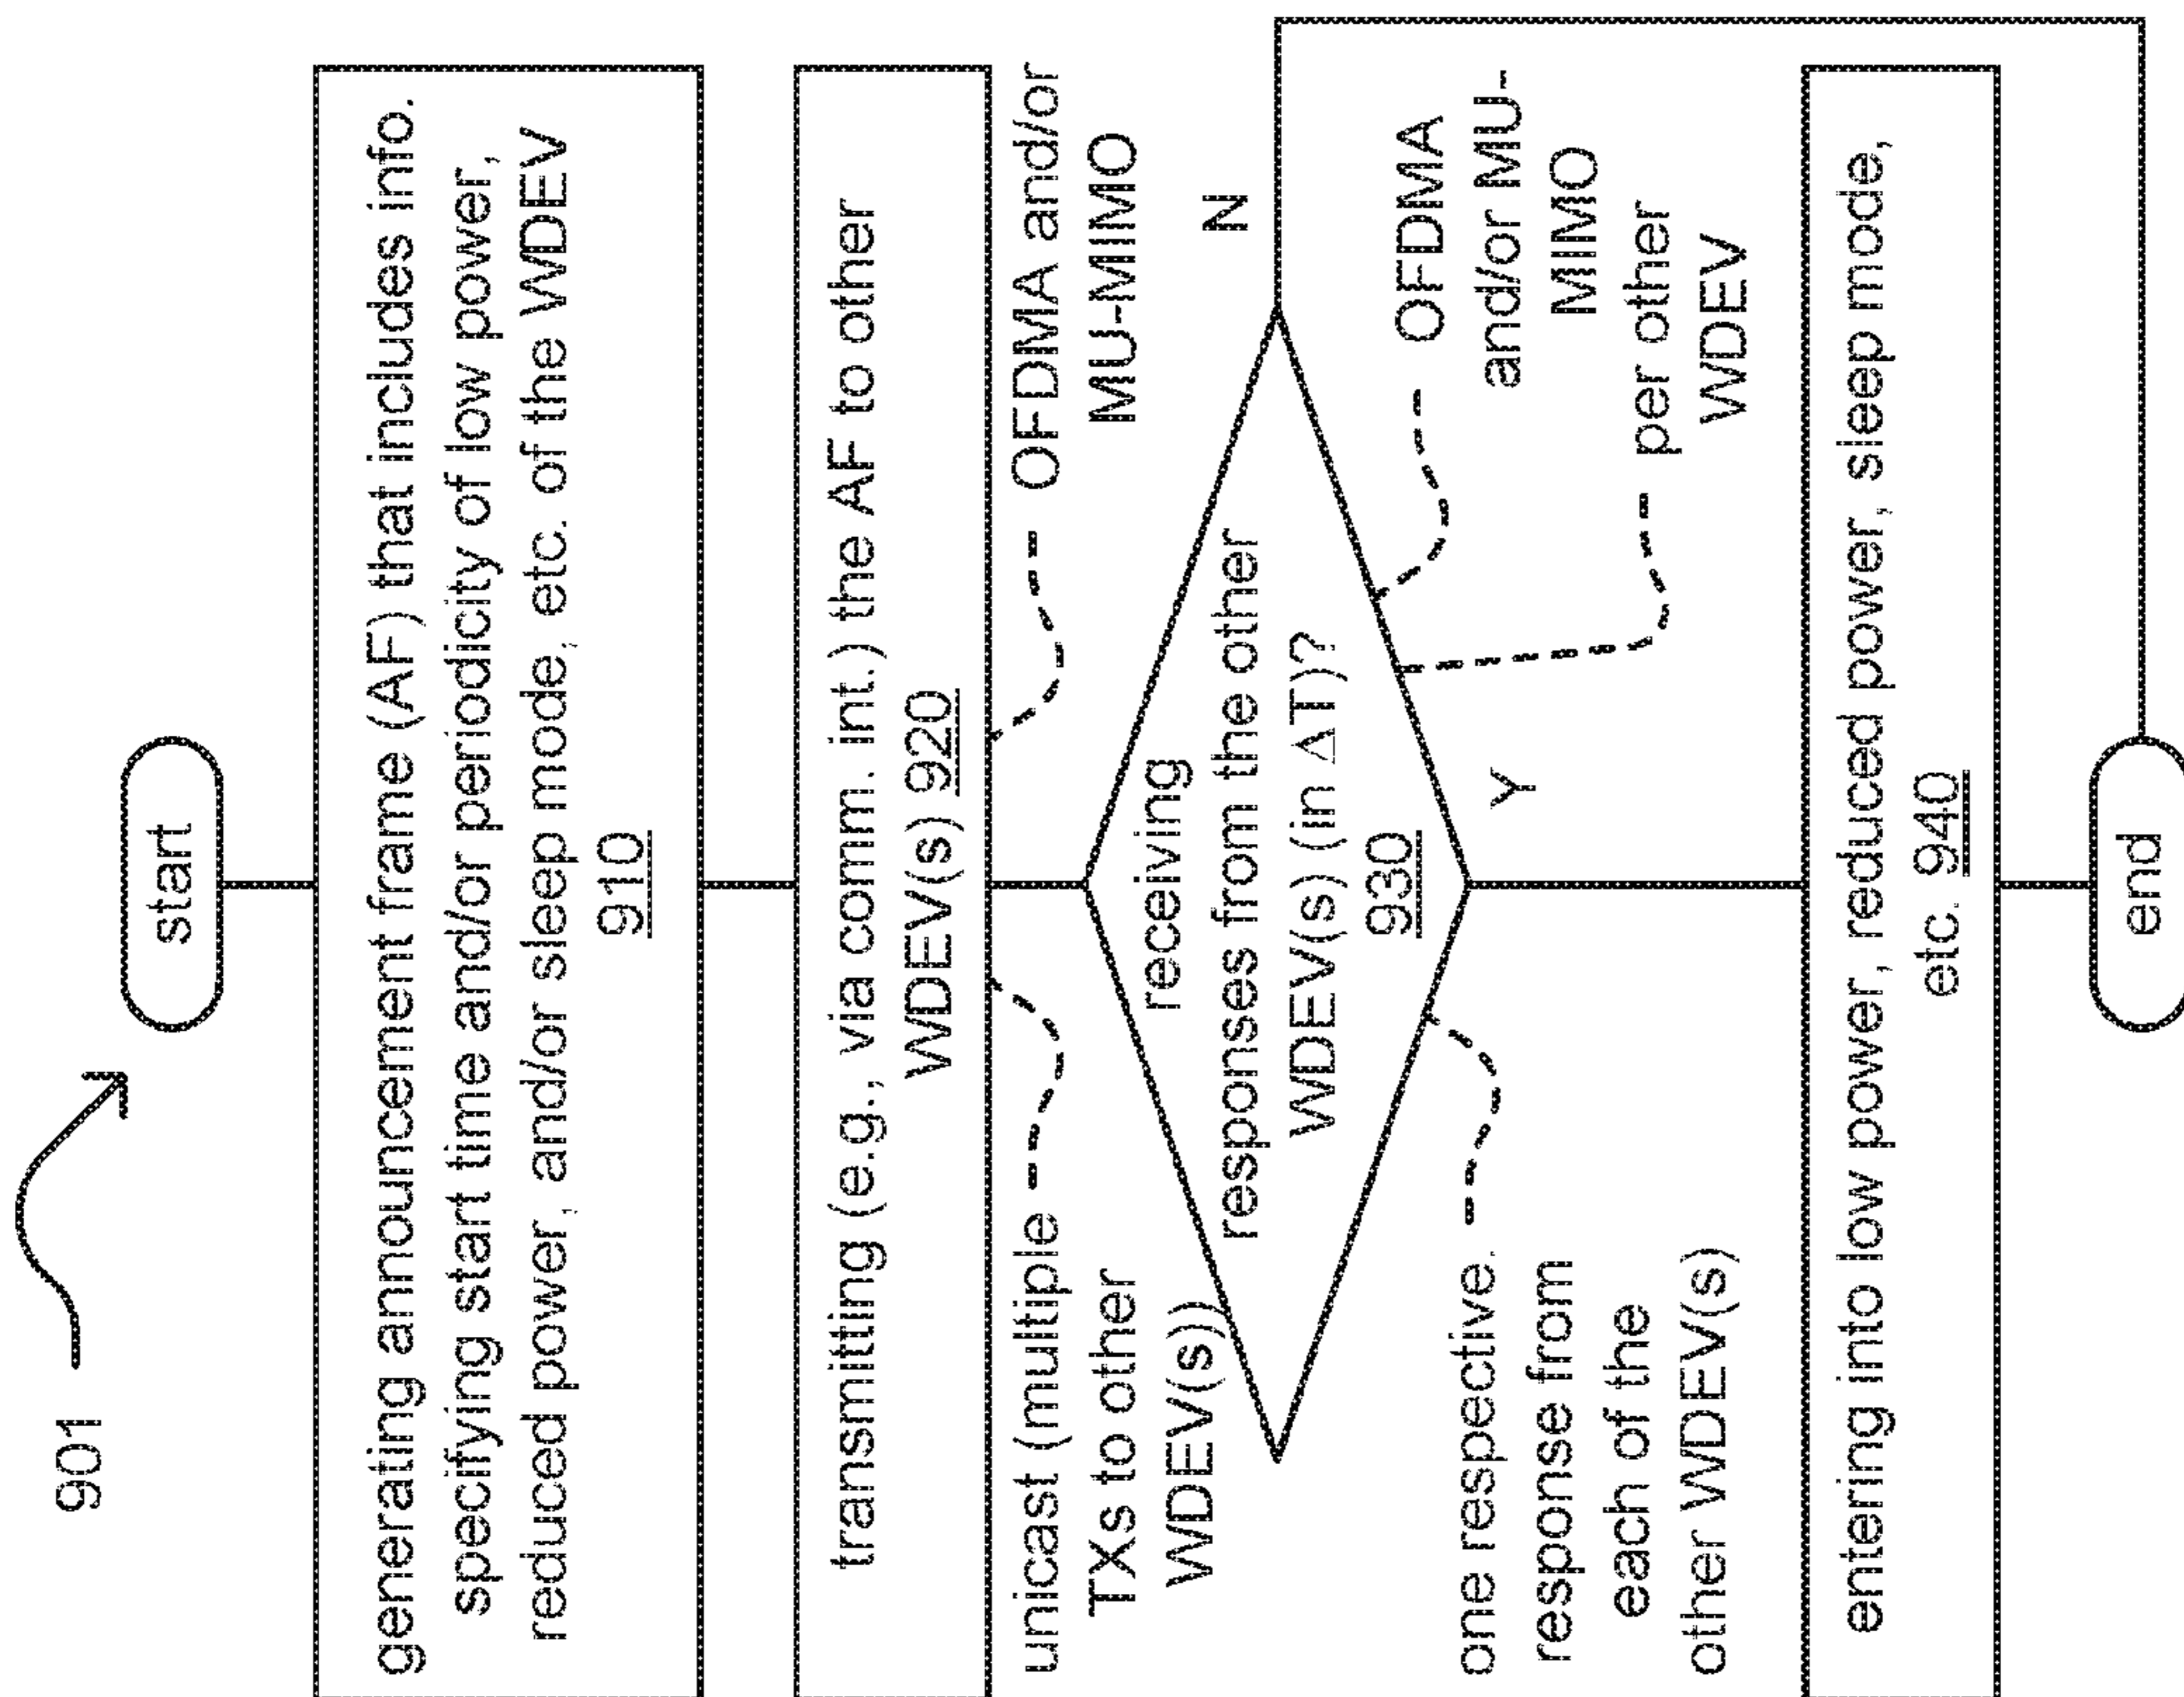 901
start
generating announcement frame (AF) that includes info.
specifying start time and/or periodicity of low power,
reduced power, and/or sleep mode, etc. of the WDEV
910
transmitting (e.g., via comm. int.) the AF to other
WDEV(s) 920
unicast (multiple
TXs to other
WDEV(s))
OFDMA and/or
MU-MIMO
receiving
responses from the other
WDEV(s) (in ΔT)?
930
N
Y
one respective
response from
each of the
other WDEV(s)
OFDMA
and/or MU-
MIMO
per other
WDEV
entering into low power, reduced power, sleep mode,
etc. 940
end